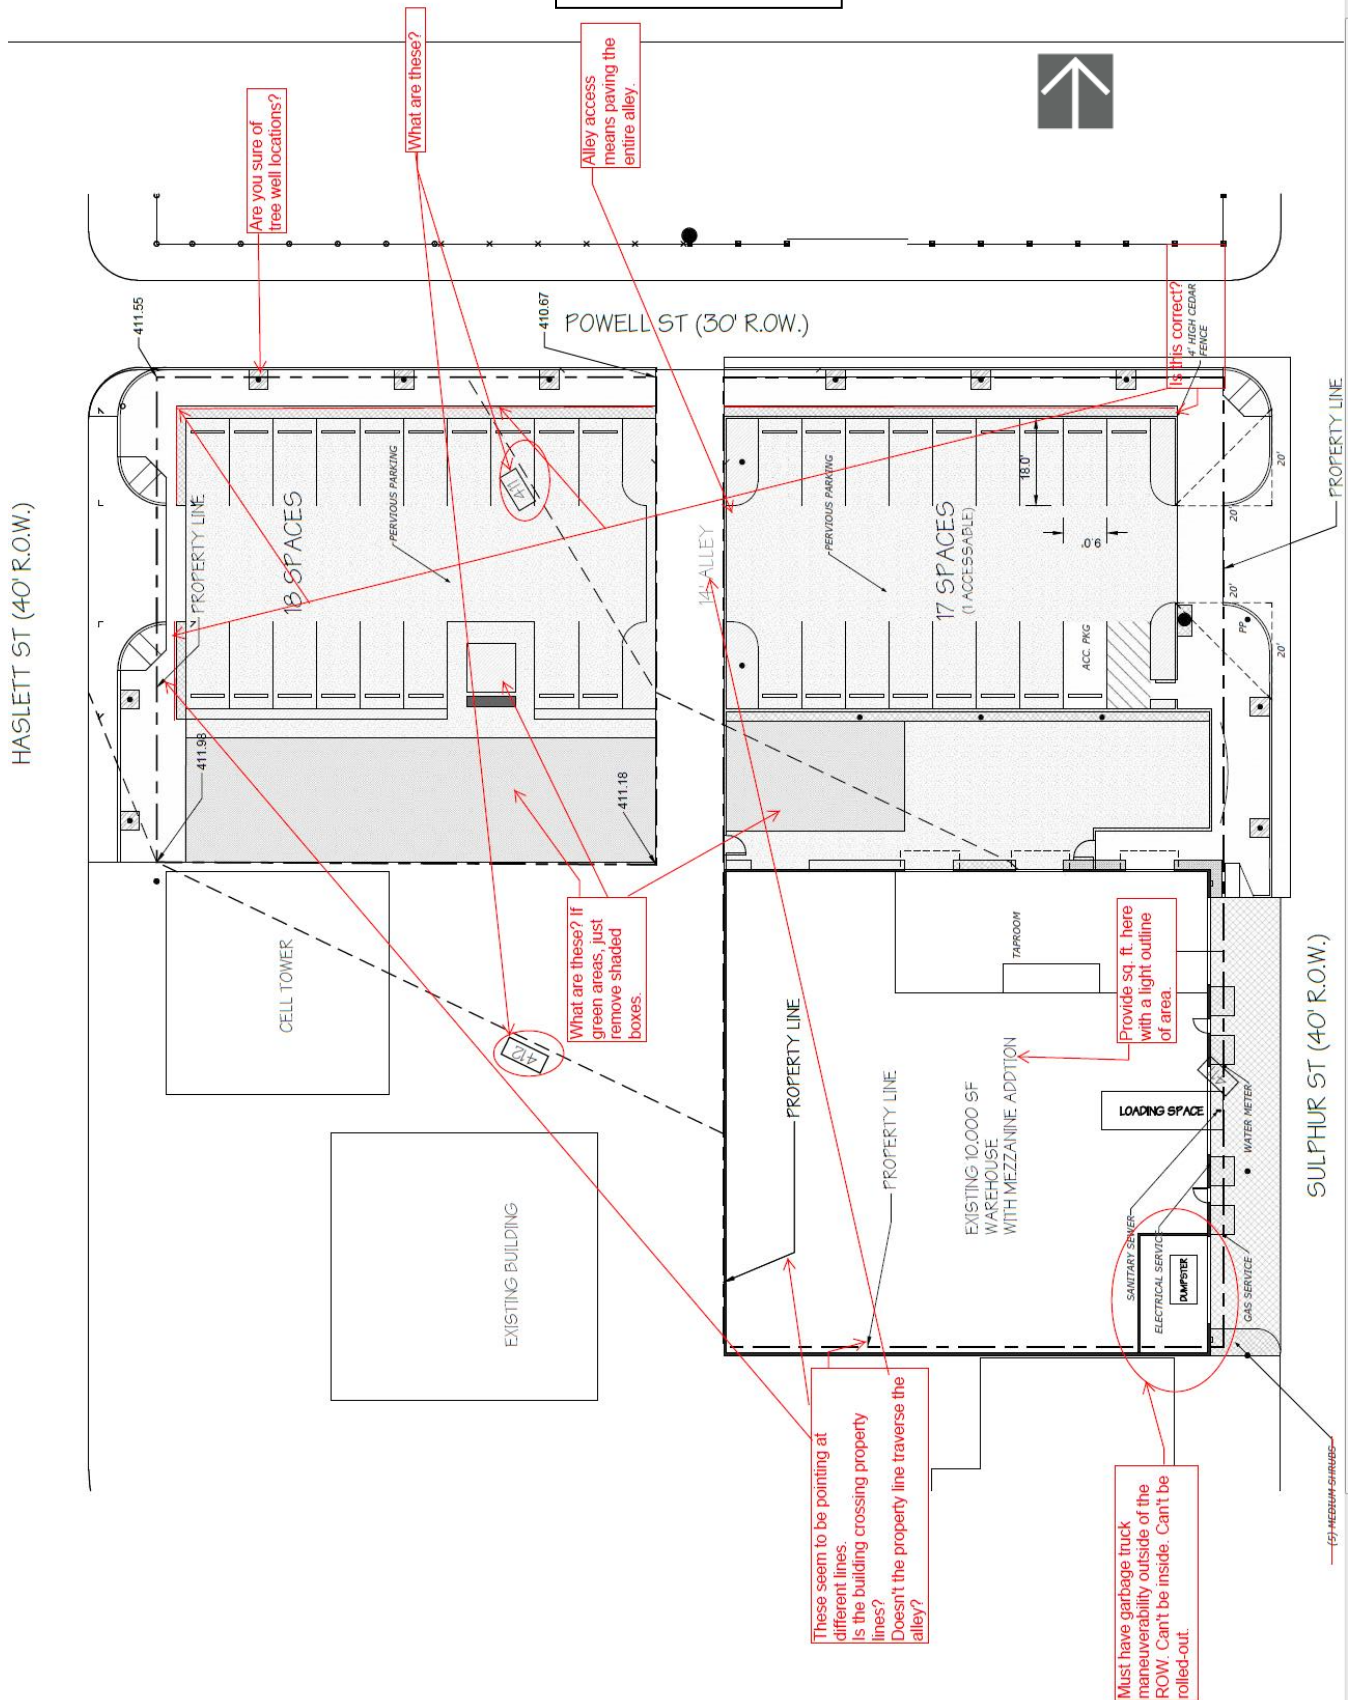 What are these?
Alley access
means paving the
entire alley.
Are you sure of
tree well locations?
411.55
410.67
POWELL ST (30' R.O.W.)
Is this correct?
4' HIGH CEDAR
FENCE
PROPERTY LINE
HASLETT ST (40' R.O.W.)
PROPERTY LINE
18 SPACES
PERVIOUS PARKING
411
14' ALLEY
PERVIOUS PARKING
17 SPACES
(1 ACCESSABLE)
18.0'
9.0'
20'
20'
20'
20'
PP
ACC. PKG
411.98
411.18
CELL TOWER
What are these? If
green areas, just
remove shaded
boxes.
TAPROOM
Provide sq. ft. here
with a light outline
of area.
412
PROPERTY LINE
PROPERTY LINE
EXISTING 10,000 SF
WAREHOUSE
WITH MEZZANINE ADDTION
LOADING SPACE
WATER METER
SULPHUR ST (40' R.O.W.)
EXISTING BUILDING
SANITARY SEWER
ELECTRICAL SERVICE
DUMPSTER
GAS SERVICE
These seem to be pointing at
different lines.
Is the building crossing property
lines?
Doesn't the property line traverse the
alley?
Must have garbage truck
maneuverability outside of the
ROW. Can't be inside. Can't be
rolled-out.
(5) MEDIUM SHRUBS